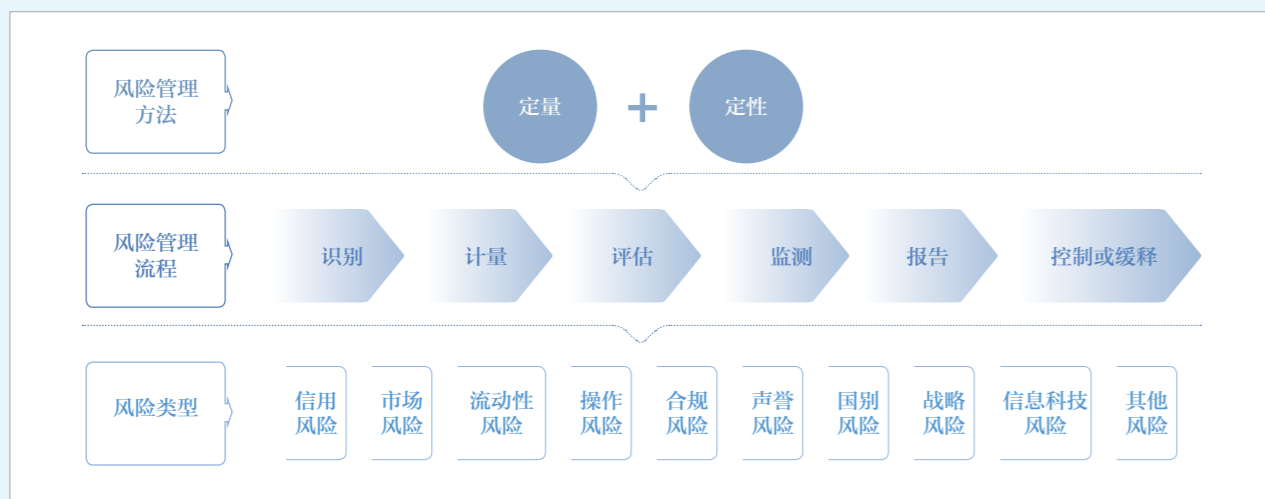 风险管理
方法
定量
+
定性
风险管理
流程
识别
计量
评估
监测
报告
控制或缓释
风险类型
信用
风险
市场
风险
流动性
风险
操作
风险
合规
风险
声誉
风险
国别
风险
战略
风险
信息科技
风险
其他
风险